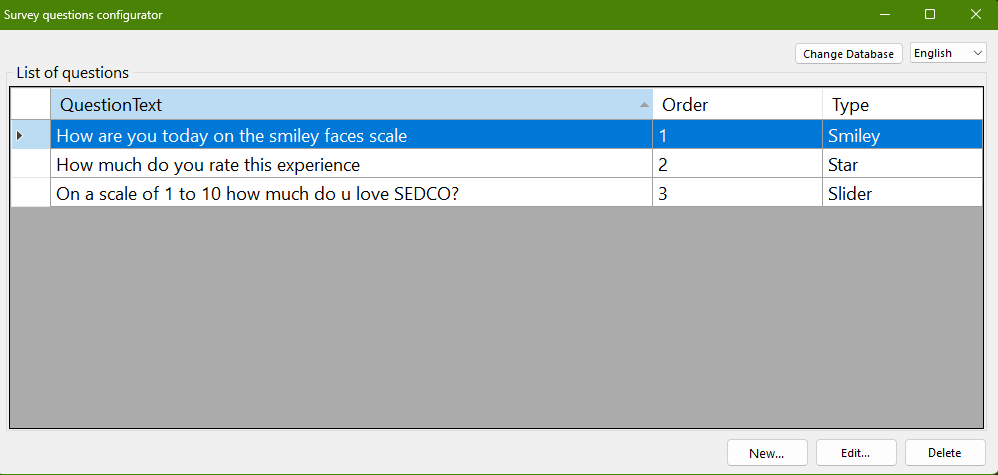 Survey questions configurator
Change Database English
List of questions
QuestionText Order Type
How are you today on the smiley faces scale 1 Smiley
How much do you rate this experience 2 Star
On a scale of 1 to 10 how much do u love SEDCO? 3 Slider
New... Edit... Delete